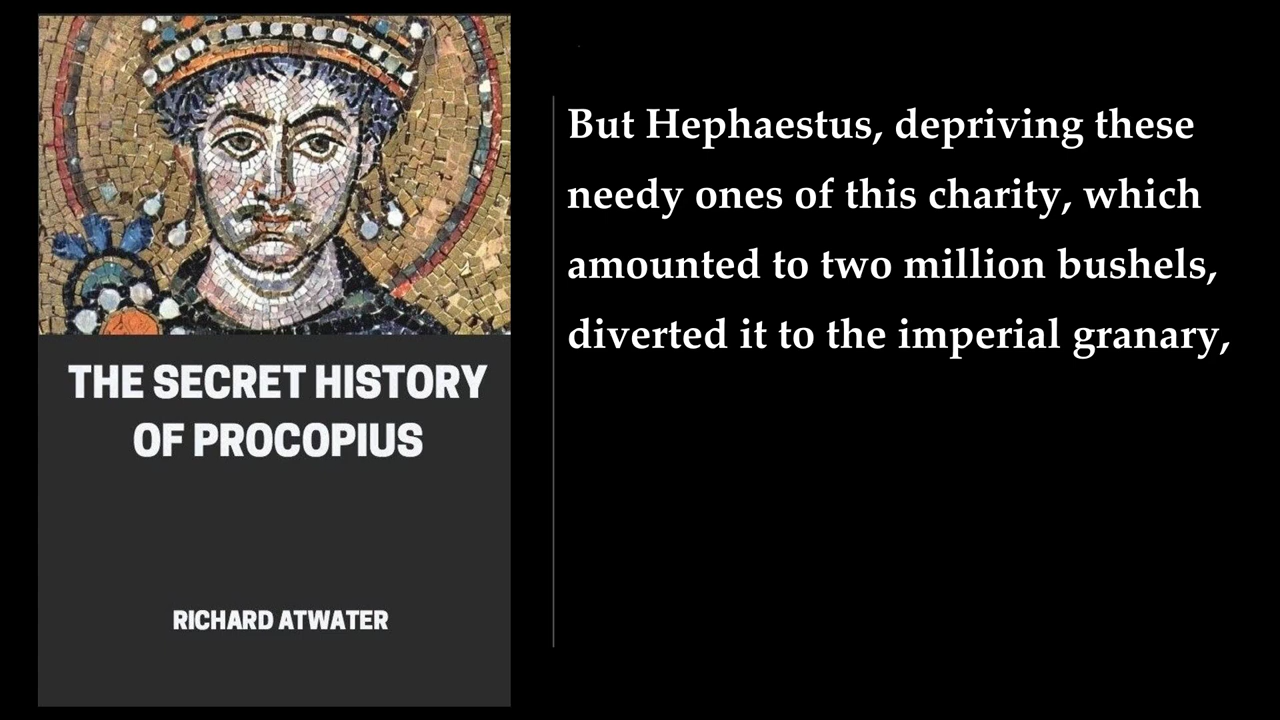 THE SECRET HISTORY
OF PROCOPIUS
RICHARD ATWATER
But Hephaestus, depriving these
needy ones of this charity, which
amounted to two million bushels,
diverted it to the imperial granary,